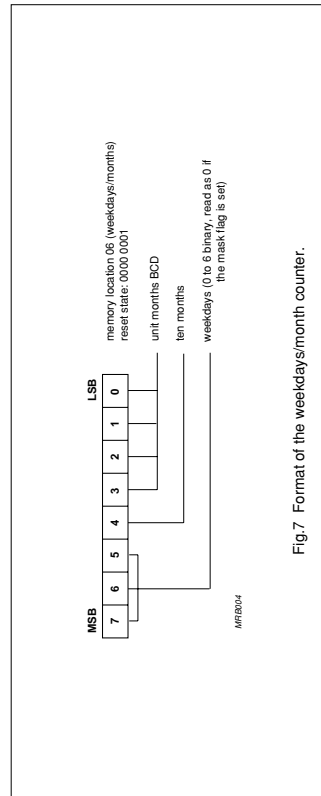 MSB LSB
7 6 5 4 3 2 1 0
memory location 06 (weekdays/months)
reset state: 0000 0001
unit months BCD
ten months
weekdays (0 to 6 binary, read as 0 if
the mask flag is set)
MRB004
Fig.7 Format of the weekdays/month counter.